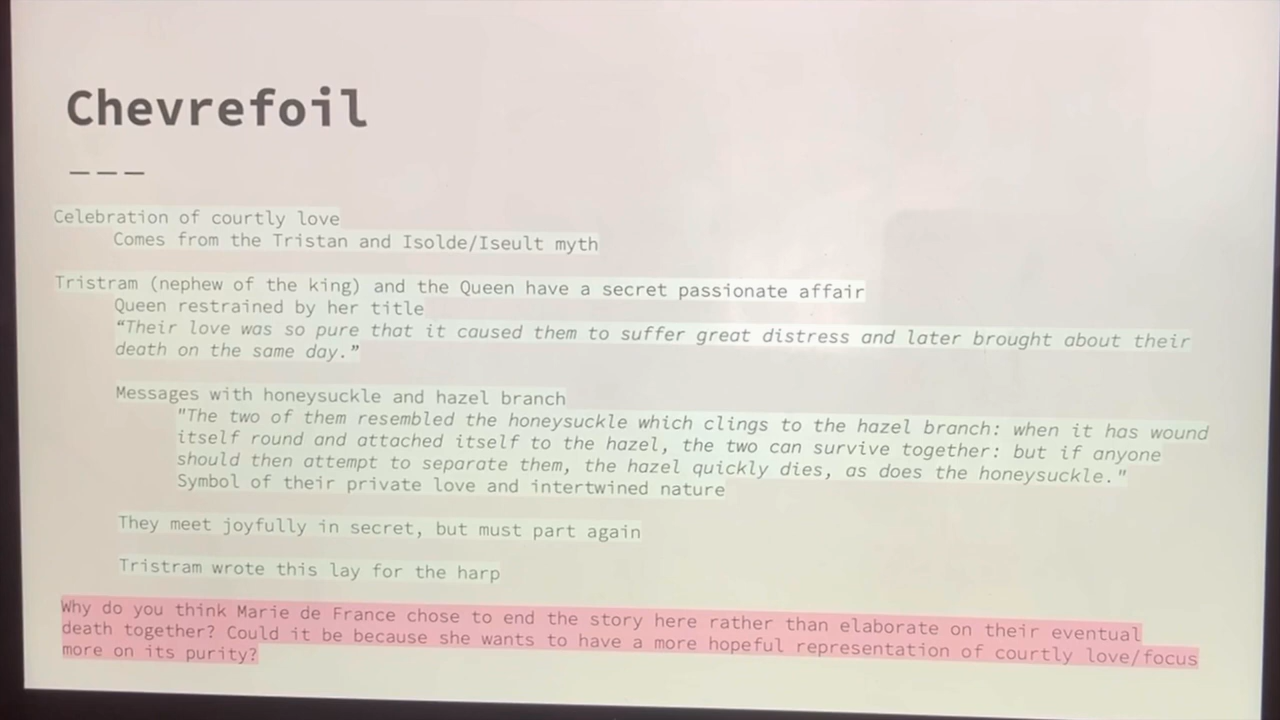 Chevrefoil
---
Celebration of courtly love
Comes from the Tristan and Isolde/Iseult myth
Tristram (nephew of the king) and the Queen have a secret passionate affair
Queen restrained by her title
“Their love was so pure that it caused them to suffer great distress and later brought about their
death on the same day.”
Messages with honeysuckle and hazel branch
"The two of them resembled the honeysuckle which clings to the hazel branch: when it has wound
itself round and attached itself to the hazel, the two can survive together: but if anyone
should then attempt to separate them, the hazel quickly dies, as does the honeysuckle."
Symbol of their private love and intertwined nature
They meet joyfully in secret, but must part again
Tristram wrote this lay for the harp
Why do you think Marie de France chose to end the story here rather than elaborate on their eventual
death together? Could it be because she wants to have a more hopeful representation of courtly love/focus
more on its purity?